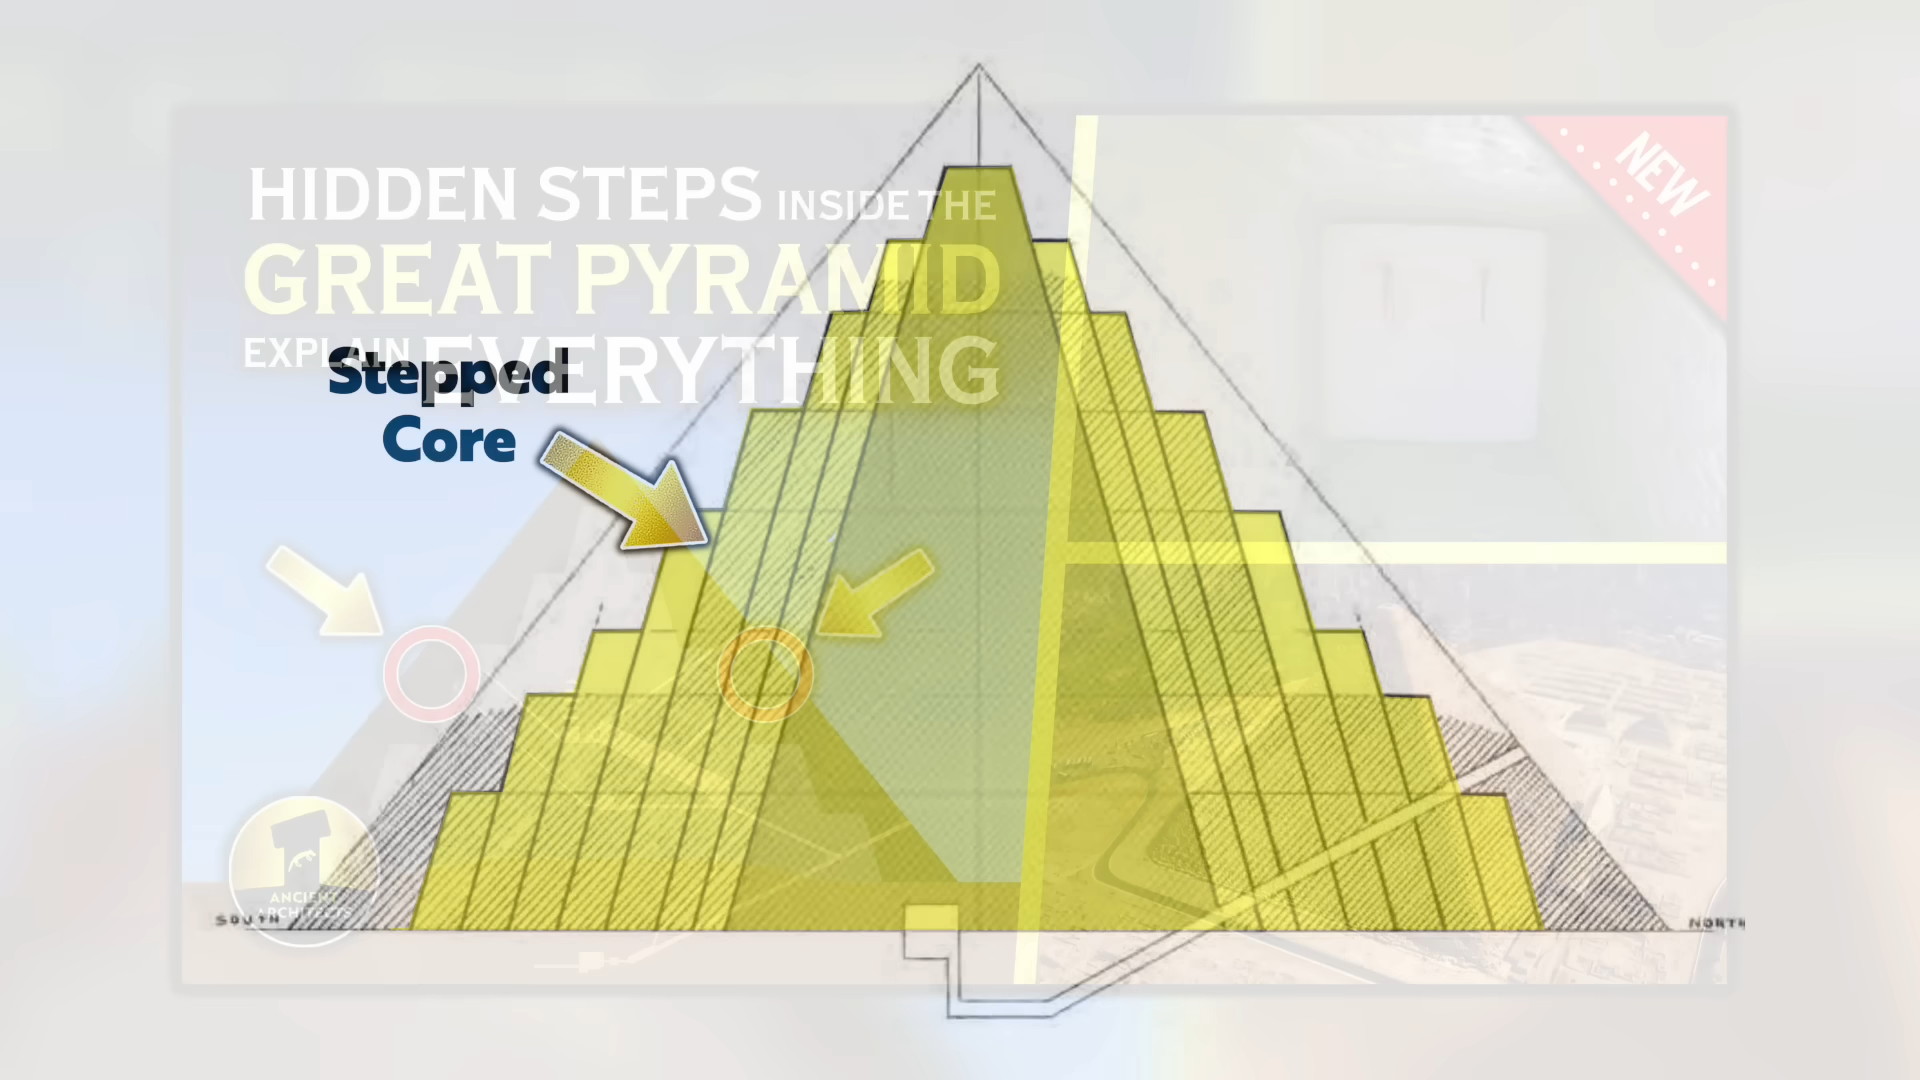 HIDDEN STEPS INSIDE THE
GREAT PYRAMID
EXPLAIN EVERYTHING
NEW
Stepped
Core
ANCIENT
ARCHITECTS
SOUTH
NORTH